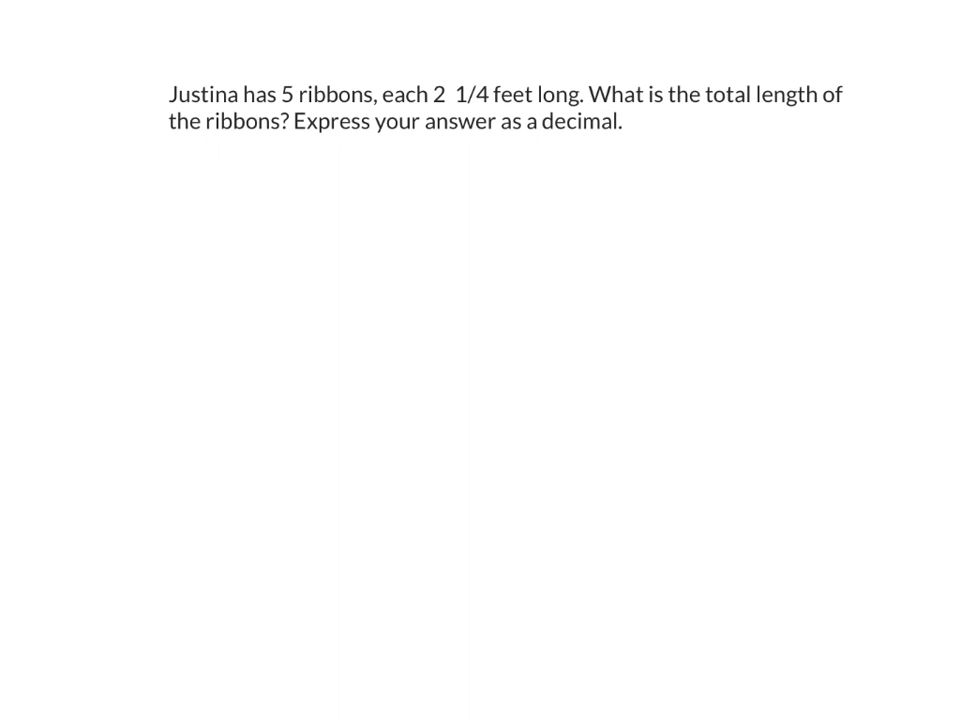 Justina has 5 ribbons, each 2  1/4 feet long. What is the total length of
the ribbons? Express your answer as a decimal.